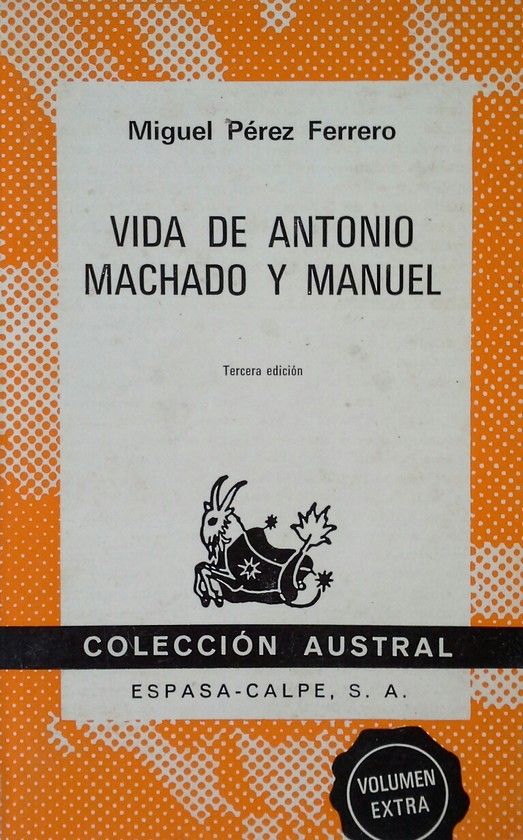 Miguel Pérez Ferrero
VIDA DE ANTONIO
MACHADO Y MANUEL
Tercera edición
COLECCIÓN AUSTRAL
ESPASA-CALPE, S. A.
VOLUMEN
EXTRA